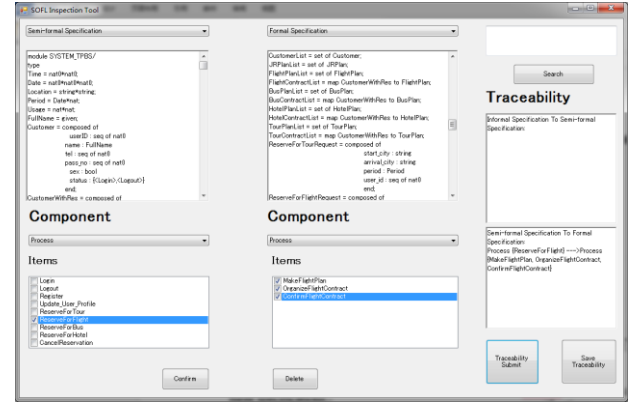 SOFL Inspection Tool
Semi-formal Specification
module SYSTEM_TPBS/
type
Time = nat0*nat0;
Date = nat0*nat0*nat0;
Location = string*string;
Period = Date*nat;
Usage = nat*nat;
FullName = given;
Customer = composed of
userID : seq of nat0
name : FullName
tel : seq of nat0
pass_no : seq of nat0
sex : bool
status : {<Login>,<Logout>}
end;
CustomerWithRes = composed of
Component
Process
Items
Login
Logout
Register
Update_User_Profile
ReserveForTour
ReserveForFlight
ReserveForBus
ReserveForHotel
CancelReservation
Confirm
Formal Specification
CustomerList = set of Customer;
JRPlanList = set of JRPlan;
FlightPlanList = set of FlightPlan;
FlightContractList = map CustomerWithRes to FlightPlan;
BusPlanList = set of BusPlan;
BusContractList = map CustomerWithRes to BusPlan;
HotelPlanList = set of HotelPlan;
HotelContractList = map CustomerWithRes to HotelPlan;
TourPlanList = set of TourPlan;
TourContractList = map CustomerWithRes to TourPlan;
ReserveForTourRequest = composed of
start_city : string
arrival_city : string
period : Period
user_id : seq of nat0
end;
ReserveForFlightRequest = composed of
Component
Process
Items
MakeFlightPlan
OrganizeFlightContract
ConfirmFlightContract
Delete
Search
Traceability
Informal Specification To Semi-formal
Specification:
Semi-formal Specification To Formal
Specification:
Process {ReserveForFlight} --->Process
{MakeFlightPlan, OrganizeFlightContract,
ConfirmFlightContract}
Traceability
Submit
Save
Traceability